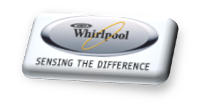 Whirlpool
SENSING THE DIFFERENCE